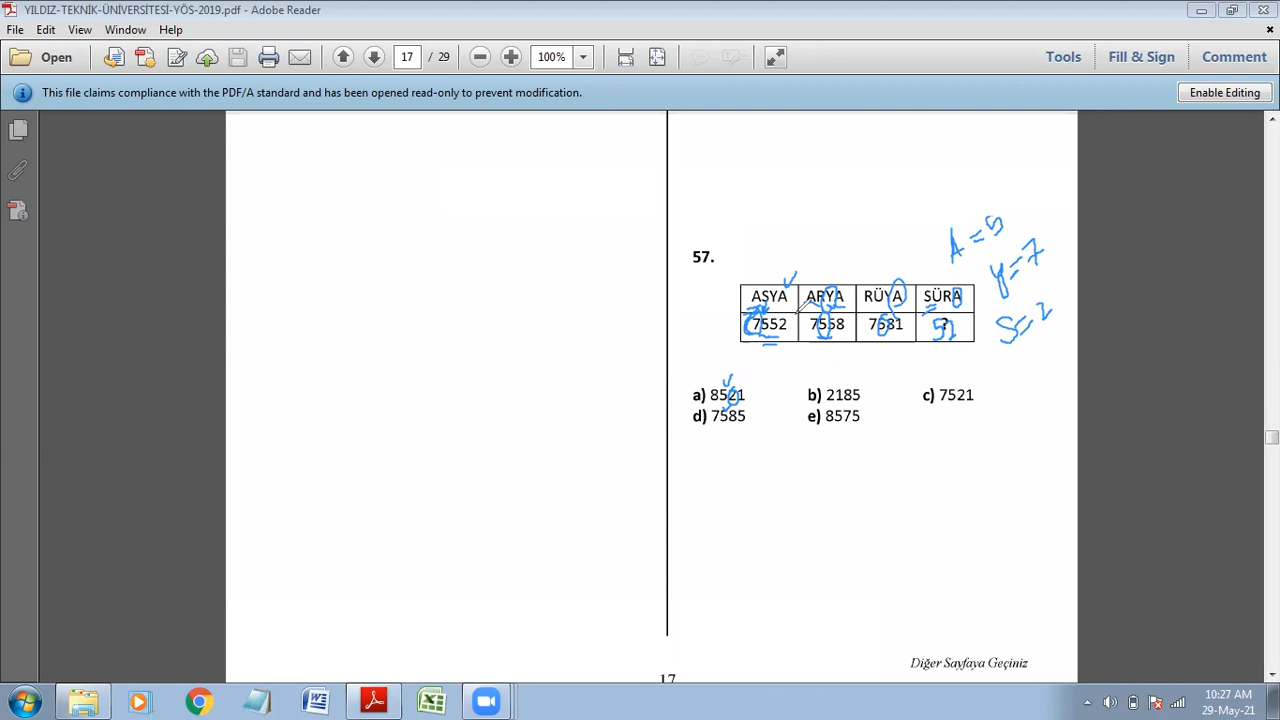 YILDIZ-TEKNİK-ÜNİVERSİTESİ-YÖS-2019.pdf - Adobe Reader
File Edit View Window Help
Open 17 / 29 100% Tools Fill & Sign Comment
This file claims compliance with the PDF/A standard and has been opened read-only to prevent modification. Enable Editing
A = 5
Y = 7
S = 2
57.
ASYA ARYA RÜYA SÜRA
7552 7558 7581 ?
51
a) 8521 b) 2185 c) 7521
d) 7585 e) 8575
Diğer Sayfaya Geçiniz
17
10:27 AM
29-May-21